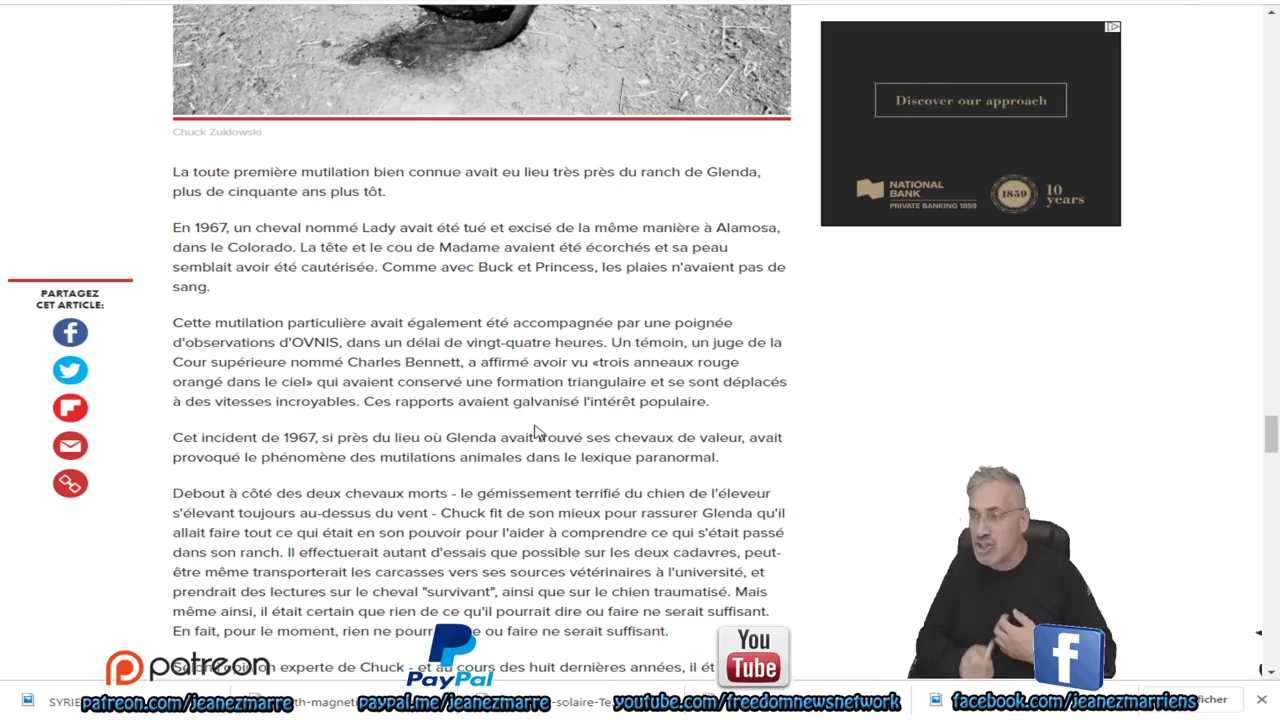 Chuck Zukłowski
La toute première mutilation bien connue avait eu lieu très près du ranch de Glenda,
plus de cinquante ans plus tôt.
En 1967, un cheval nommé Lady avait été tué et excisé de la même manière à Alamosa,
dans le Colorado. La tête et le cou de Madame avaient été écorchés et sa peau
semblait avoir été cautérisée. Comme avec Buck et Princess, les plaies n'avaient pas de
sang.
Cette mutilation particulière avait également été accompagnée par une poignée
d'observations d'OVNIS, dans un délai de vingt-quatre heures. Un témoin, un juge de la
Cour supérieure nommé Charles Bennett, a affirmé avoir vu «trois anneaux rouge
orangé dans le ciel» qui avaient conservé une formation triangulaire et se sont déplacés
à des vitesses incroyables. Ces rapports avaient galvanisé l'intérêt populaire.
Cet incident de 1967, si près du lieu où Glenda avait trouvé ses chevaux de valeur, avait
provoqué le phénomène des mutilations animales dans le lexique paranormal.
Debout à côté des deux chevaux morts - le gémissement terrifié du chien de l'éleveur
s'élevant toujours au-dessus du vent - Chuck fit de son mieux pour rassurer Glenda qu'il
allait faire tout ce qui était en son pouvoir pour l'aider à comprendre ce qui s'était passé
dans son ranch. Il effectuerait autant d'essais que possible sur les deux cadavres, peut-
être même transporterait les carcasses vers ses sources vétérinaires à l'université, et
prendrait des lectures sur le cheval "survivant", ainsi que sur le chien traumatisé. Mais
même ainsi, il était certain que rien de ce qu'il pourrait dire ou faire ne serait suffisant.
En fait, pour le moment, rien ne pourr e ou faire ne serait suffisant.
on experte de Chuck - et au cours des huit dernières années, il ét
PARTAGEZ
CET ARTICLE:
Discover our approach
NATIONAL
BANK
PRIVATE BANKING 1859
1859
10
years
patreon
PayPal
You
Tube
SYRIE
th-magnet
-solaire-Te
ficher
patreon.com/jeanezmarre
paypal.me/jeanezmarre
youtube.com/freedomnewsnetwork
facebook.com/jeanezmarriens